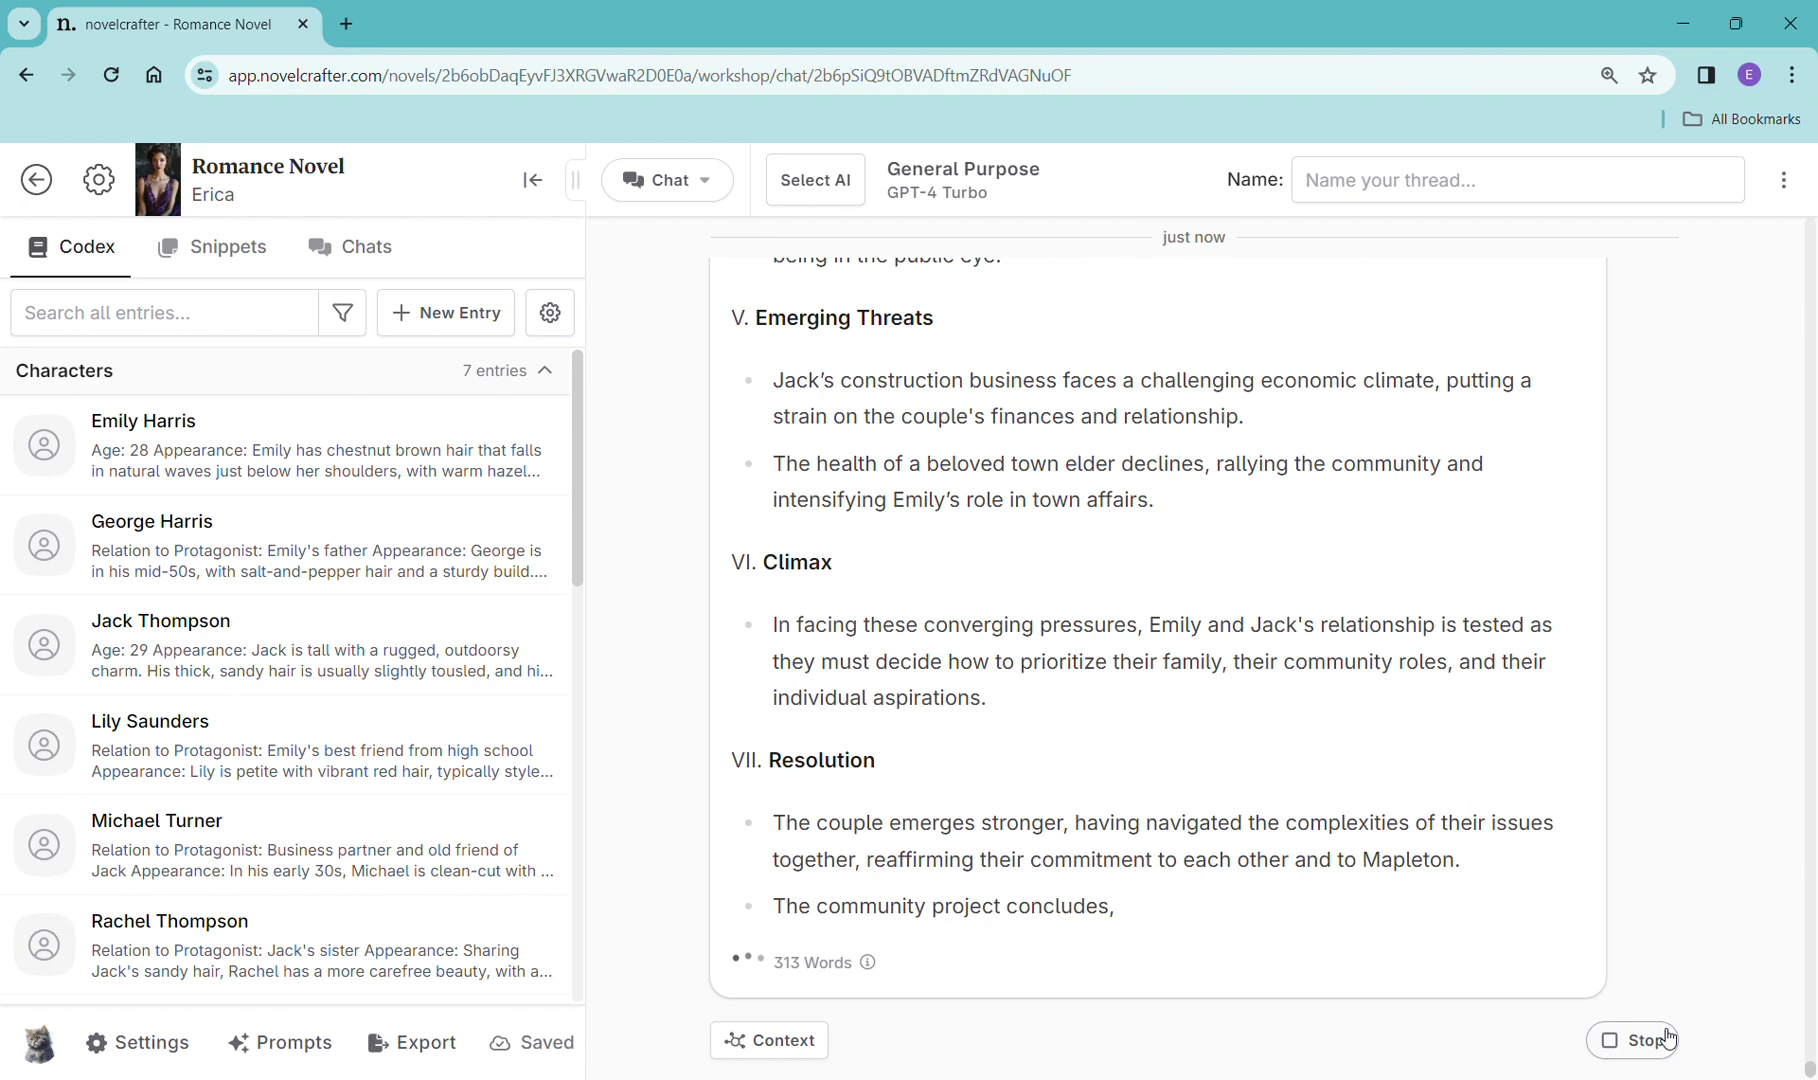 n. novelcrafter - Romance Novel
app.novelcrafter.com/novels/2b6obDaqEyvFJ3XRGVwaR2D0E0a/workshop/chat/2b6pSiQ9tOBVADftmZRdVAGNuOF
E
All Bookmarks
Romance Novel
Erica
Chat
Select AI
General Purpose
GPT-4 Turbo
Name:
Name your thread...
Codex
Snippets
Chats
just now
being in the public eye.
Search all entries...
New Entry
Characters
7 entries
Emily Harris
Age: 28 Appearance: Emily has chestnut brown hair that falls
in natural waves just below her shoulders, with warm hazel...
George Harris
Relation to Protagonist: Emily's father Appearance: George is
in his mid-50s, with salt-and-pepper hair and a sturdy build....
Jack Thompson
Age: 29 Appearance: Jack is tall with a rugged, outdoorsy
charm. His thick, sandy hair is usually slightly tousled, and hi...
Lily Saunders
Relation to Protagonist: Emily's best friend from high school
Appearance: Lily is petite with vibrant red hair, typically style...
Michael Turner
Relation to Protagonist: Business partner and old friend of
Jack Appearance: In his early 30s, Michael is clean-cut with ...
Rachel Thompson
Relation to Protagonist: Jack's sister Appearance: Sharing
Jack's sandy hair, Rachel has a more carefree beauty, with a...
V. Emerging Threats
Jack's construction business faces a challenging economic climate, putting a
strain on the couple's finances and relationship.
The health of a beloved town elder declines, rallying the community and
intensifying Emily's role in town affairs.
VI. Climax
In facing these converging pressures, Emily and Jack's relationship is tested as
they must decide how to prioritize their family, their community roles, and their
individual aspirations.
VII. Resolution
The couple emerges stronger, having navigated the complexities of their issues
together, reaffirming their commitment to each other and to Mapleton.
The community project concludes,
313 Words
Settings
Prompts
Export
Saved
Context
Stop